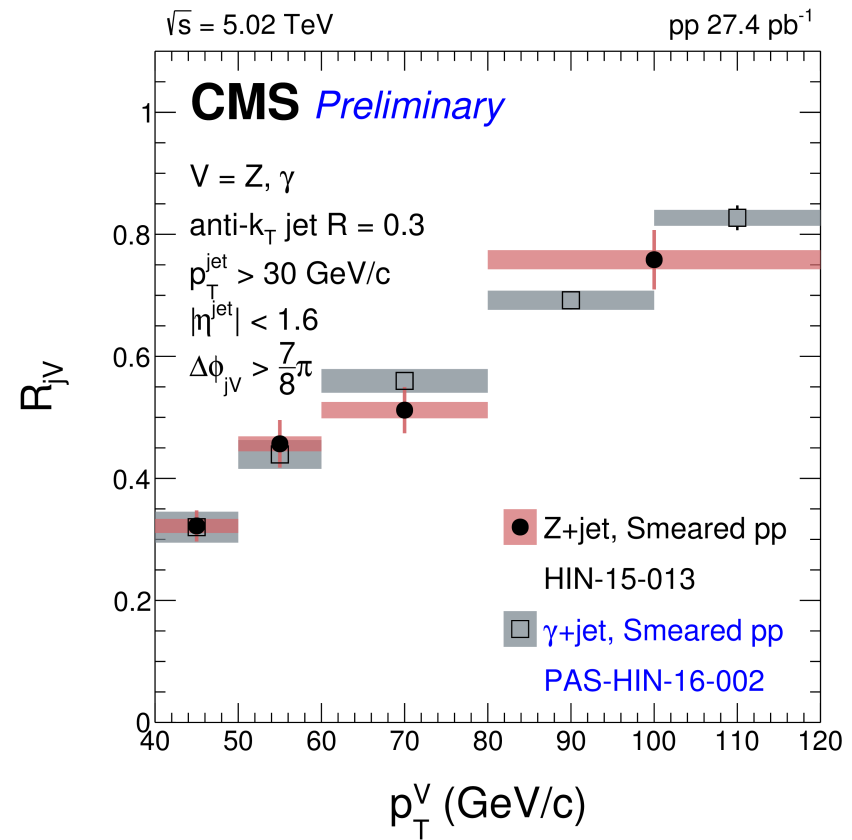 √s = 5.02 TeV pp 27.4 pb⁻¹
CMS Preliminary
V = Z, γ
anti-k_T jet R = 0.3
p_T^jet > 30 GeV/c
|η^jet| < 1.6
Δϕ_jV > 7/8 π
Z+jet, Smeared pp
HIN-15-013
γ+jet, Smeared pp
PAS-HIN-16-002
R_jV
1
0.8
0.6
0.4
0.2
0
40 50 60 70 80 90 100 110 120
p_T^V (GeV/c)